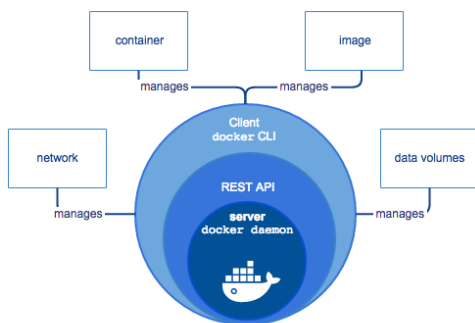 container
image
manages
manages
Client
docker CLI
network
data volumes
REST API
manages
manages
server
docker daemon